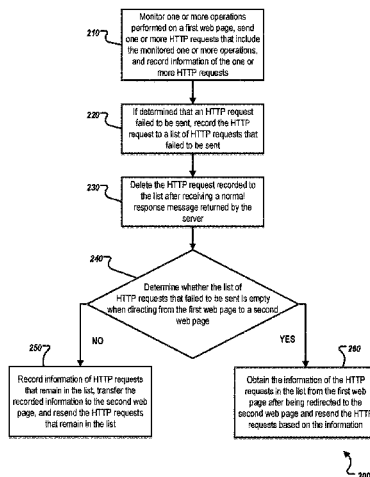 210
Monitor one or more operations
performed on a first web page, send
one or more HTTP requests that include
the monitored one or more operations,
and record information of the one or
more HTTP requests
220
If determined that an HTTP request
failed to be sent, record the HTTP
request to a list of HTTP requests that
failed to be sent
230
Delete the HTTP request recorded to
the list after receiving a normal
response message returned by the
server
240
Determine whether the list of
HTTP requests that failed to be sent is empty
when directing from the first web page to a second
web page
NO
YES
250
Record information of HTTP requests
that remain in the list, transfer the
recorded information to the second web
page, and resend the HTTP requests
that remain in the list
260
Obtain the information of the HTTP
requests in the list from the first web
page after being redirected to the
second web page and resend the HTTP
requests based on the information
200